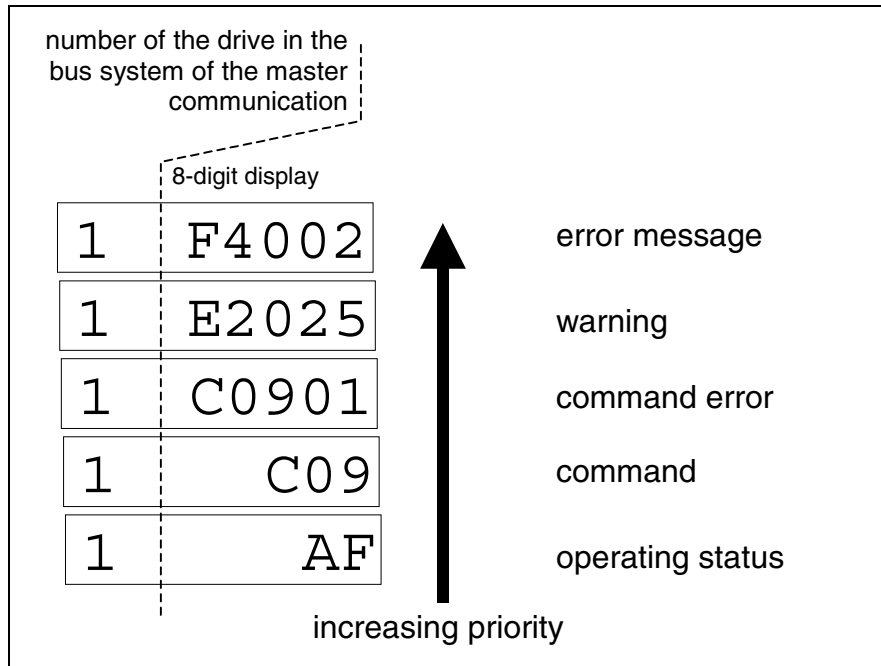 number of the drive in the
bus system of the master
communication
8-digit display
1 F4002 error message
1 E2025 warning
1 C0901 command error
1 C09 command
1 AF operating status
increasing priority